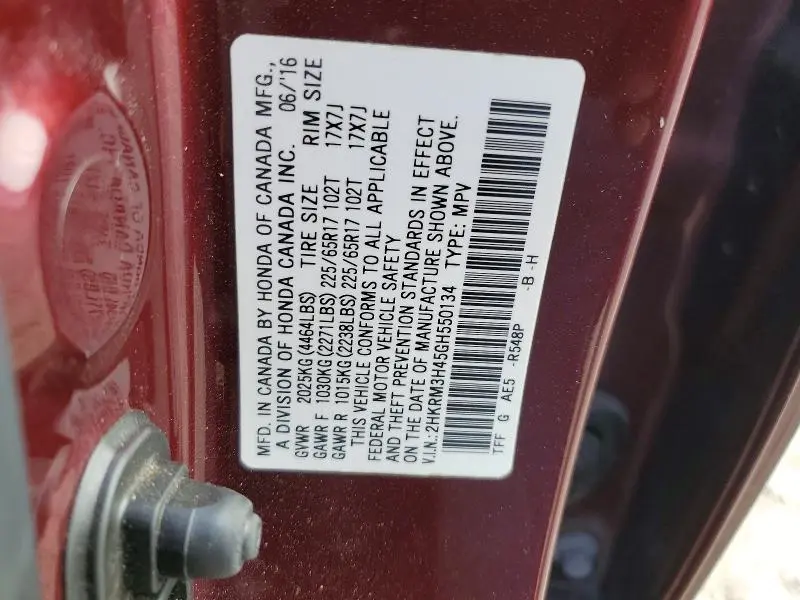 MFD. IN CANADA BY HONDA OF CANADA MFG.,
A DIVISION OF HONDA CANADA INC. 06/'16
GVWR 2025KG (4464LBS) TIRE SIZE RIM SIZE
GAWR F 1030KG (2271LBS) 225/65R17 102T 17X7J
GAWR R 1015KG (2238LBS) 225/65R17 102T 17X7J
THIS VEHICLE CONFORMS TO ALL APPLICABLE
FEDERAL MOTOR VEHICLE SAFETY
AND THEFT PREVENTION STANDARDS IN EFFECT
ON THE DATE OF MANUFACTURE SHOWN ABOVE.
V.I.N.: 2HKRM3H45GH550134 TYPE: MPV
TFF G AE5 -R548P -B -H